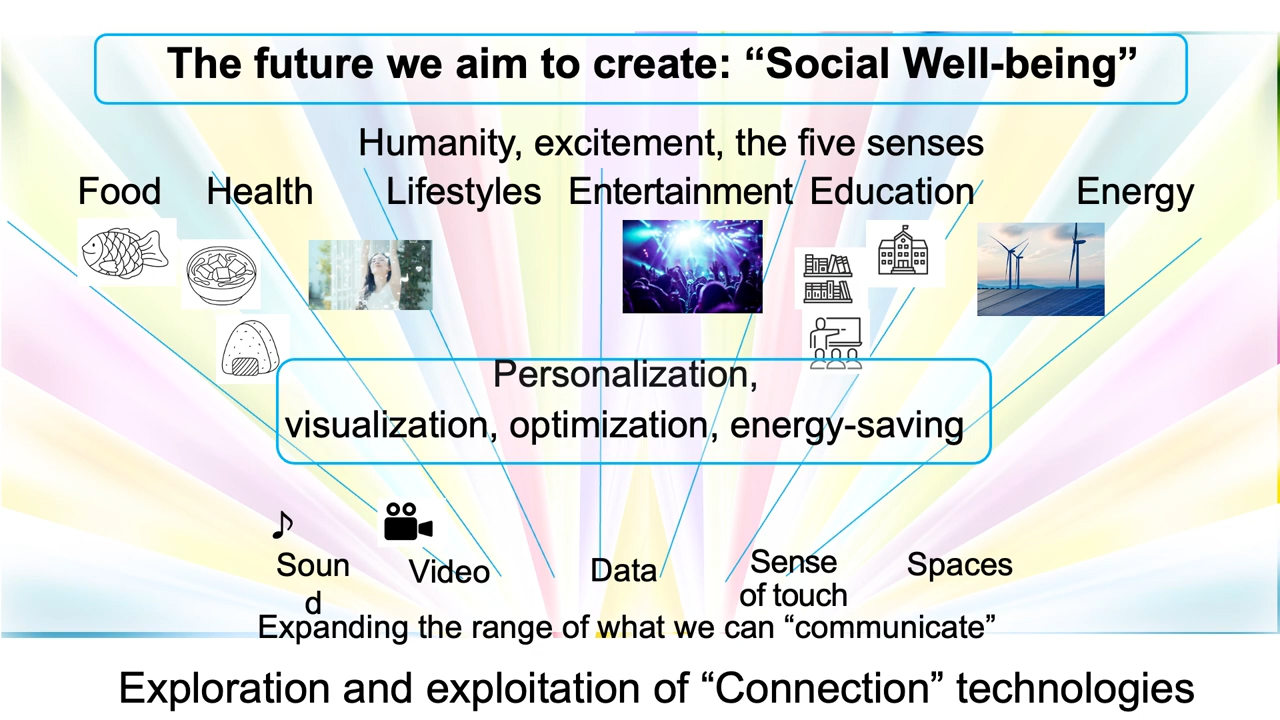 The future we aim to create: “Social Well-being”
Humanity, excitement, the five senses
Food Health Lifestyles Entertainment Education Energy
Personalization,
visualization, optimization, energy-saving
Soun
d
Video
Data
Sense
of touch
Spaces
Expanding the range of what we can “communicate”
Exploration and exploitation of “Connection” technologies